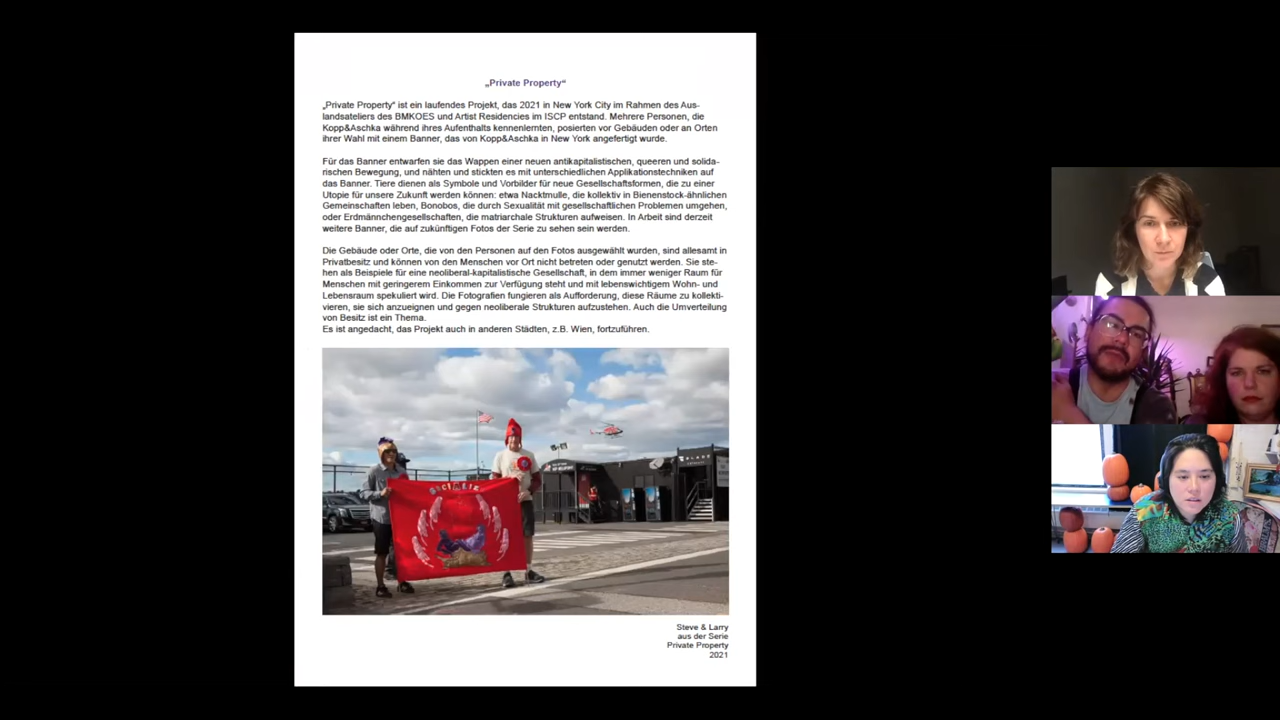 „Private Property“
„Private Property“ ist ein laufendes Projekt, das 2021 in New York City im Rahmen des Aus-
landsateliers des BMKOES und Artist Residencies im ISCP entstand. Mehrere Personen, die
Kopp&Aschka während ihres Aufenthalts kennenlernten, posierten vor Gebäuden oder an Orten
ihrer Wahl mit einem Banner, das von Kopp&Aschka in New York angefertigt wurde.
Für das Banner entwarfen sie das Wappen einer neuen antikapitalistischen, queeren und solida-
rischen Bewegung, und nähten und stickten es mit unterschiedlichen Applikationstechniken auf
das Banner. Tiere dienen als Symbole und Vorbilder für neue Gesellschaftsformen, die zu einer
Utopie für unsere Zukunft werden können: etwa Nacktmulle, die kollektiv in Bienenstock-ähnlichen
Gemeinschaften leben, Bonobos, die durch Sexualität mit gesellschaftlichen Problemen umgehen,
oder Erdmännchengesellschaften, die matriarchale Strukturen aufweisen. In Arbeit sind derzeit
weitere Banner, die auf zukünftigen Fotos der Serie zu sehen sein werden.
Die Gebäude oder Orte, die von den Personen auf den Fotos ausgewählt wurden, sind allesamt in
Privatbesitz und können von den Menschen vor Ort nicht betreten oder genutzt werden. Sie ste-
hen als Beispiele für eine neoliberal-kapitalistische Gesellschaft, in dem immer weniger Raum für
Menschen mit geringerem Einkommen zur Verfügung steht und mit lebenswichtigem Wohn- und
Lebensraum spekuliert wird. Die Fotografien fungieren als Aufforderung, diese Räume zu kollekti-
vieren, sie sich anzueignen und gegen neoliberale Strukturen aufzustehen. Auch die Umverteilung
von Besitz ist ein Thema.
Es ist angedacht, das Projekt auch in anderen Städten, z.B. Wien, fortzuführen.
BLADE
Steve & Larry
aus der Serie
Private Property
2021